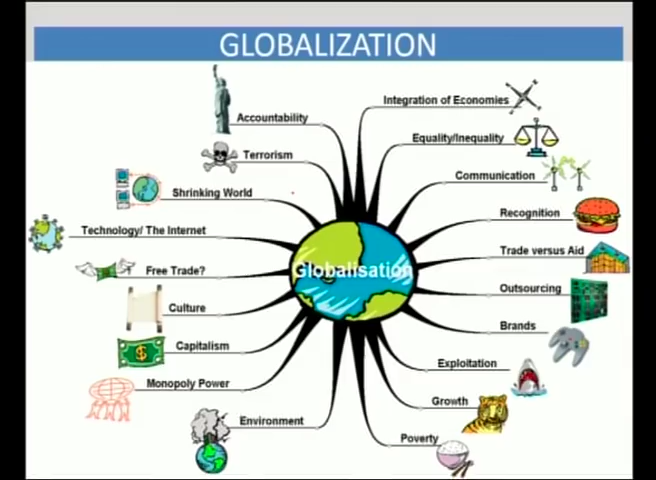 GLOBALIZATION
Integration of Economies
Accountability
Equality/Inequality
Terrorism
Communication
Shrinking World
Recognition
Technology/ The Internet
Trade versus Aid
Globalisation
Free Trade?
Outsourcing
Culture
Brands
Capitalism
Exploitation
Monopoly Power
Growth
Environment
Poverty
$